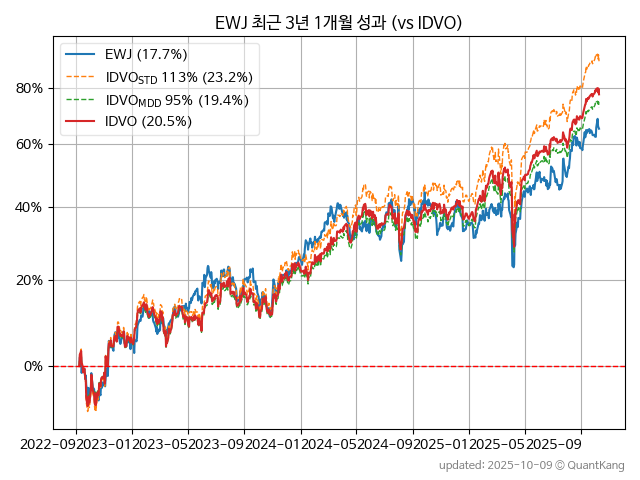 EWJ 최근 3년 1개월 성과 (vs IDVO)
EWJ (17.7%)
IDVO_STD 113% (23.2%)
IDVO_MDD 95% (19.4%)
IDVO (20.5%)
80%
60%
40%
20%
0%
2022-09 2023-01 2023-05 2023-09 2024-01 2024-05 2024-09 2025-01 2025-05 2025-09
updated: 2025-10-09 © QuantKang